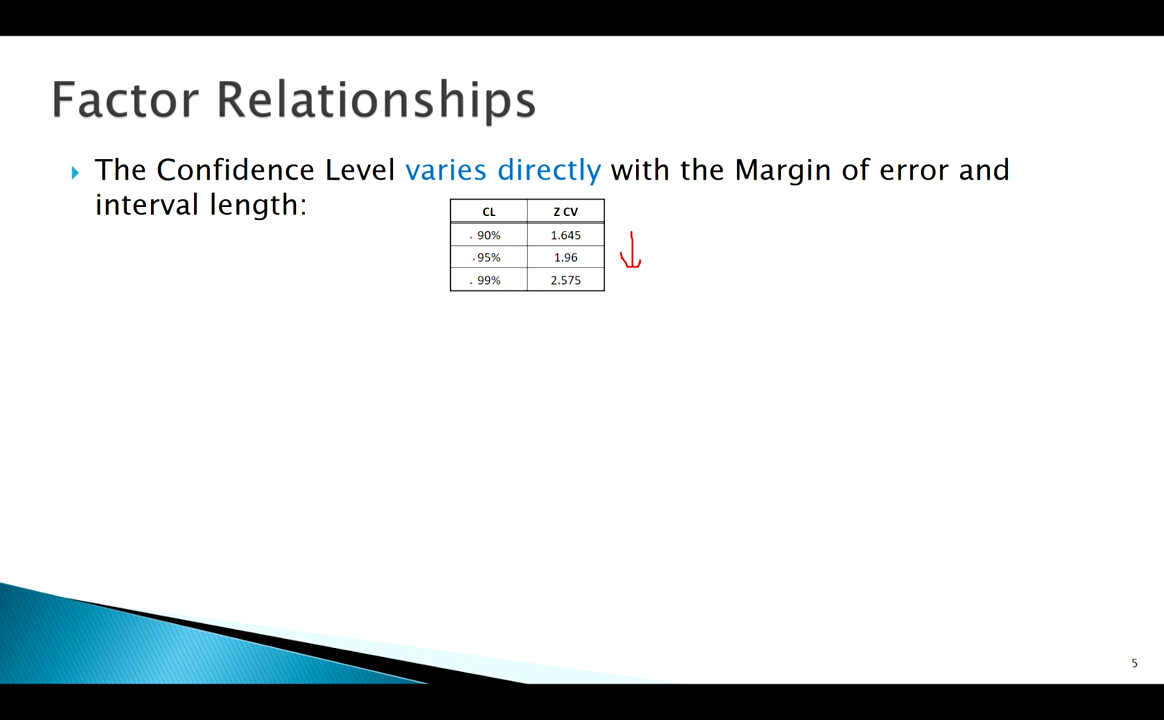 Factor Relationships
The Confidence Level varies directly with the Margin of error and
interval length:
CL Z CV
90% 1.645
95% 1.96
99% 2.575
5